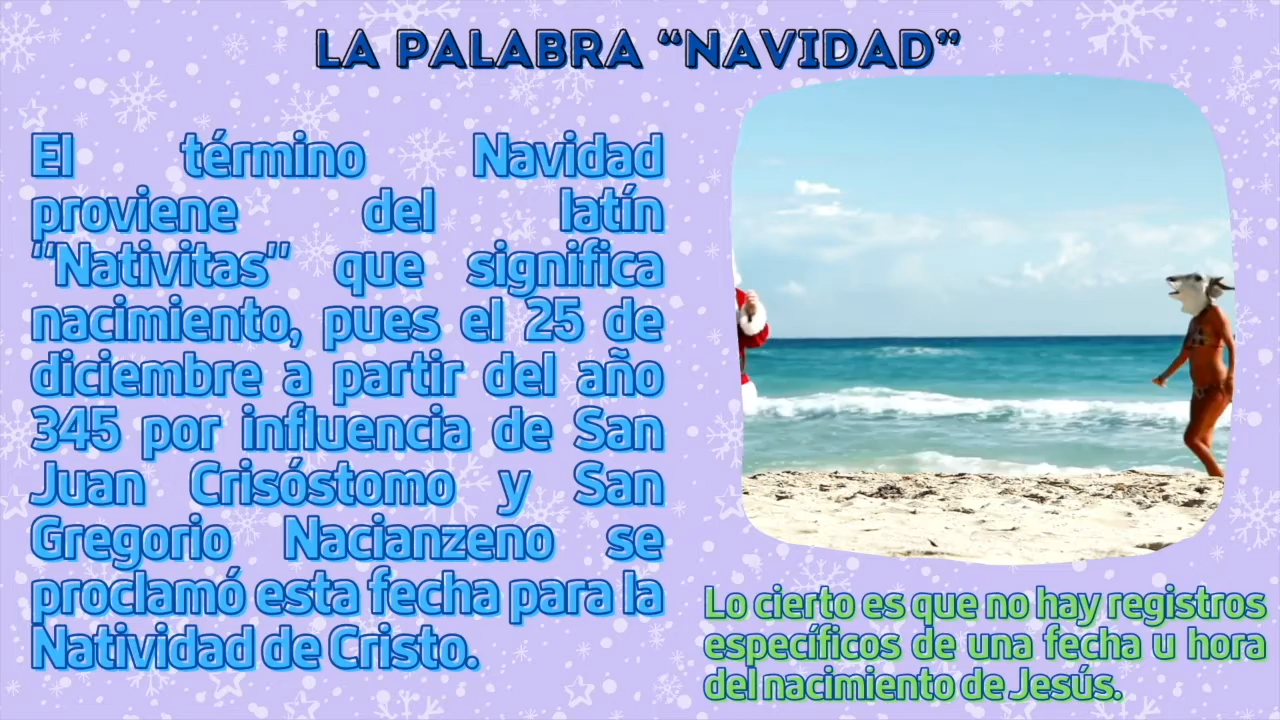 LA PALABRA “NAVIDAD”
El término Navidad
proviene del latín
“Nativitas” que significa
nacimiento, pues el 25 de
diciembre a partir del año
345 por influencia de San
Juan Crisóstomo y San
Gregorio Nacianzeno se
proclamó esta fecha para la
Natividad de Cristo.
Lo cierto es que no hay registros
específicos de una fecha u hora
del nacimiento de Jesús.